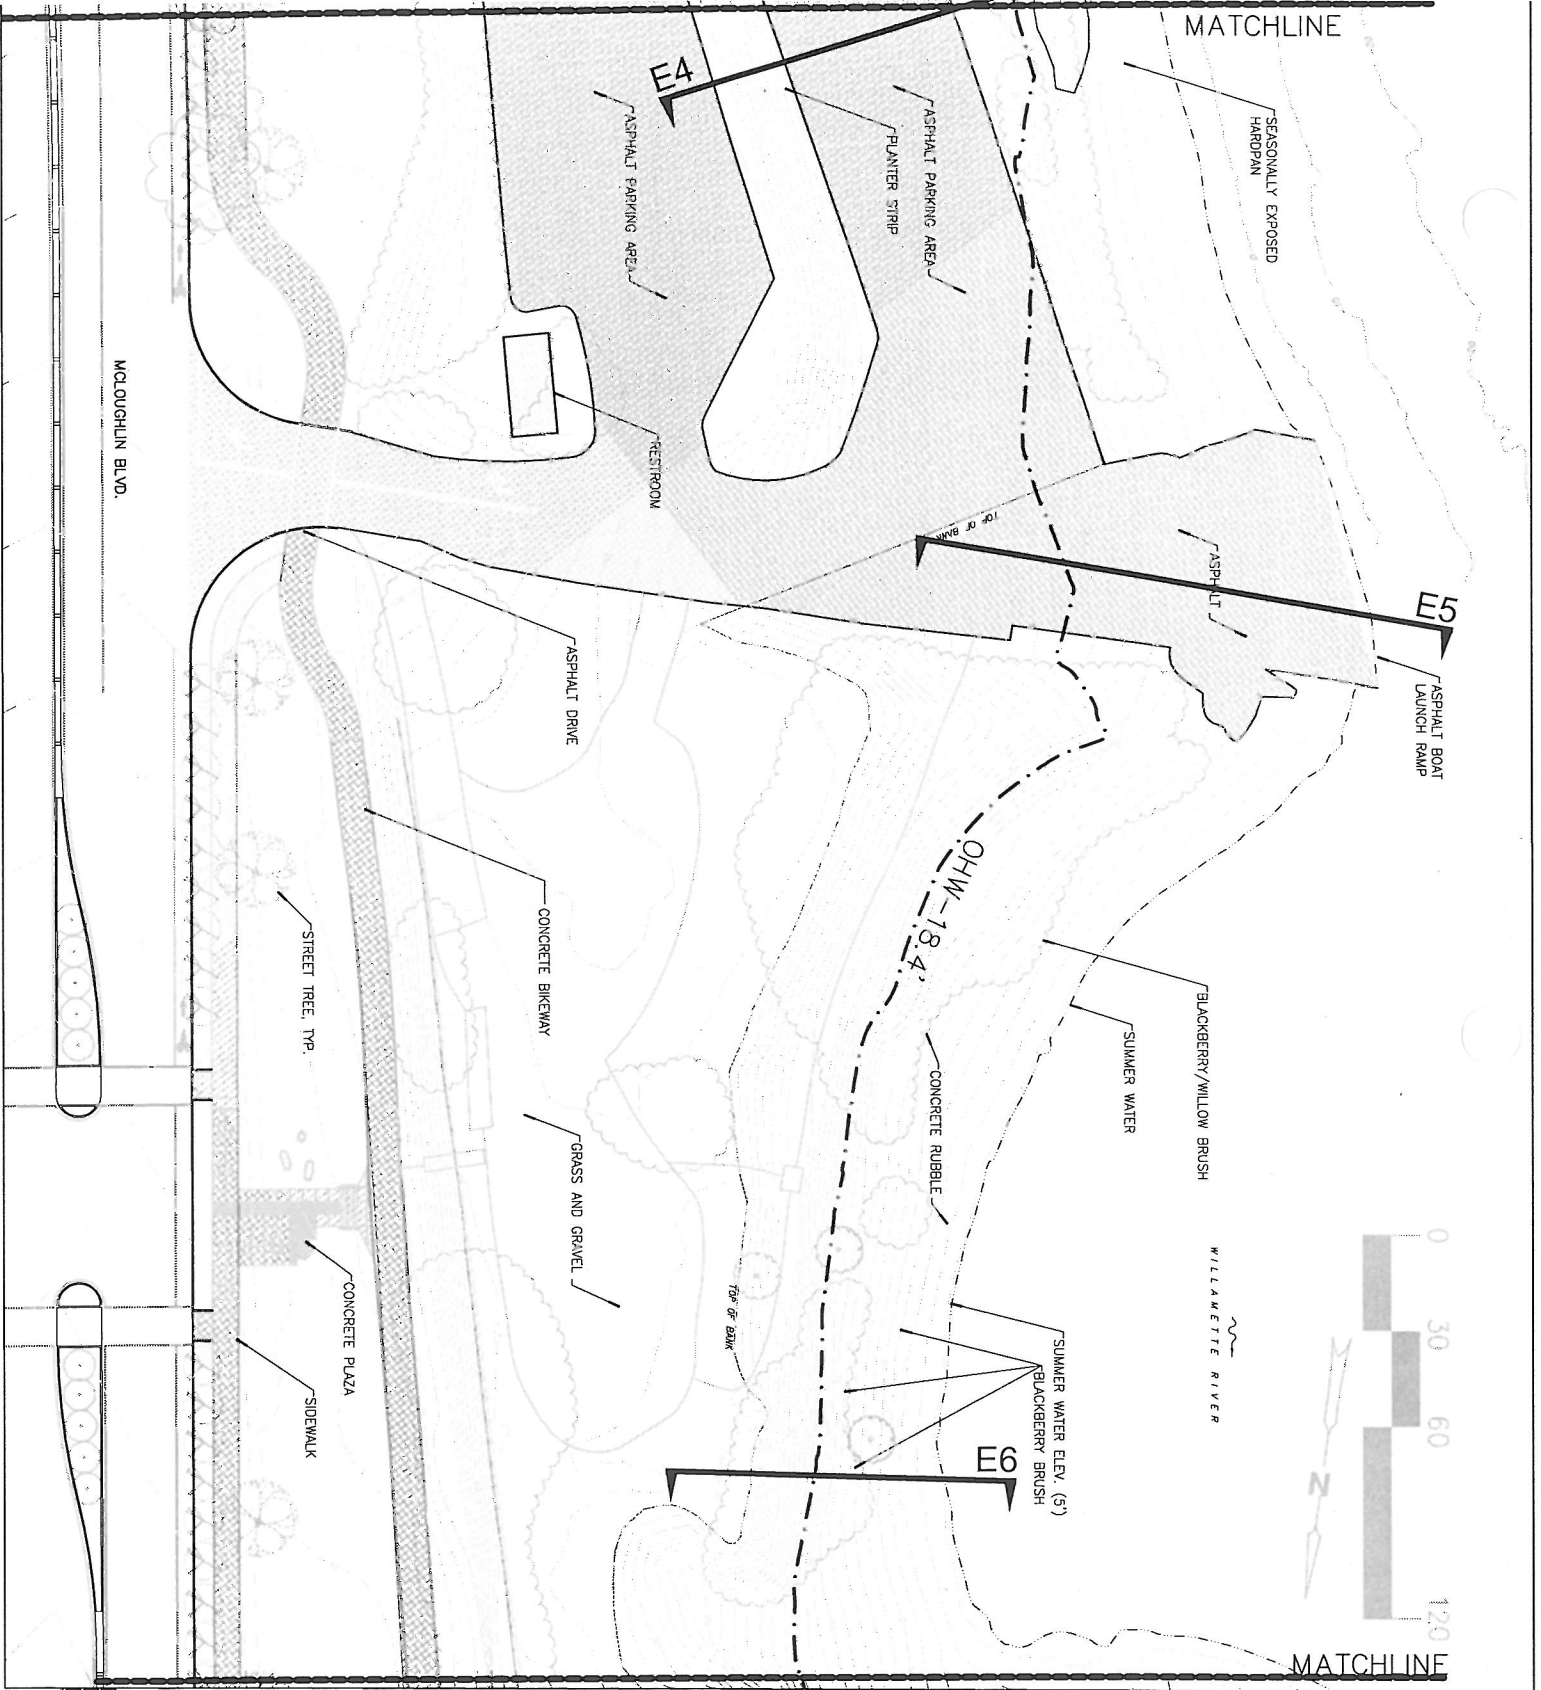 MATCHLINE
E4
SEASONALLY EXPOSED
HARDPAN
ASPHALT PARKING AREA
PLANTER STRIP
ASPHALT PARKING AREA
MCLOUGHLIN BLVD.
RESTROOM
TOP OF BANK
ASPHALT
E5
ASPHALT BOAT
LAUNCH RAMP
ASPHALT DRIVE
OHW-18.4'
CONCRETE BIKEWAY
STREET TREE, TYP.
BLACKBERRY/WILLOW BRUSH
SUMMER WATER
CONCRETE RUBBLE
GRASS AND GRAVEL
WILLAMETTE RIVER
0
30
60
120
N
CONCRETE PLAZA
TOP OF BANK
SUMMER WATER ELEV. (5')
BLACKBERRY BRUSH
SIDEWALK
E6
MATCHLINE